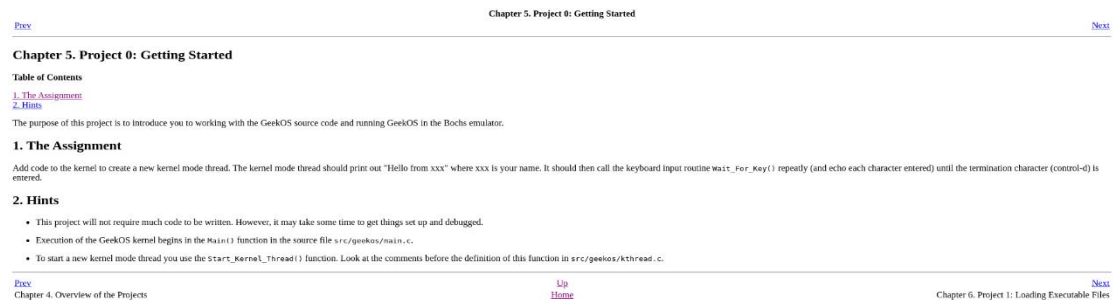 Chapter 5. Project 0: Getting Started
Prev Next
Chapter 5. Project 0: Getting Started
Table of Contents
1. The Assignment
2. Hints
The purpose of this project is to introduce you to working with the GeekOS source code and running GeekOS in the Bochs emulator.
1. The Assignment
Add code to the kernel to create a new kernel mode thread. The kernel mode thread should print out "Hello from xxx" where xxx is your name. It should then call the keyboard input routine Wait_For_Key() repeatly (and echo each character entered) until the termination character (control-d) is
entered.
2. Hints
• This project will not require much code to be written. However, it may take some time to get things set up and debugged.
• Execution of the GeekOS kernel begins in the Main() function in the source file src/geekos/main.c.
• To start a new kernel mode thread you use the Start_Kernel_Thread() function. Look at the comments before the definition of this function in src/geekos/kthread.c.
Prev Up Next
Chapter 4. Overview of the Projects Home Chapter 6. Project 1: Loading Executable Files